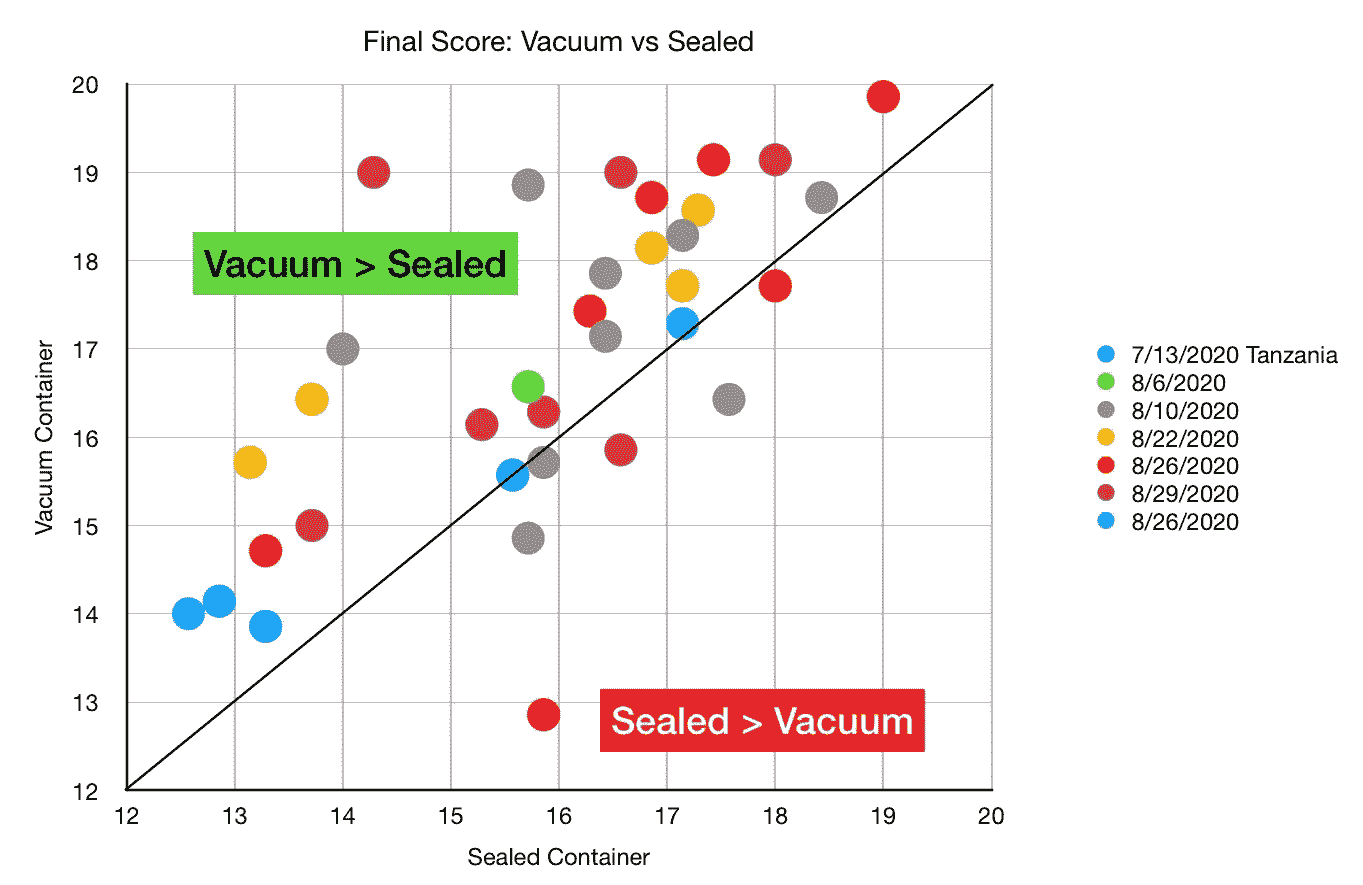 Final Score: Vacuum vs Sealed
20
19
18
17
16
15
14
13
12
Vacuum Container
Vacuum > Sealed
Sealed > Vacuum
12 13 14 15 16 17 18 19 20
Sealed Container
7/13/2020 Tanzania
8/6/2020
8/10/2020
8/22/2020
8/26/2020
8/29/2020
8/26/2020